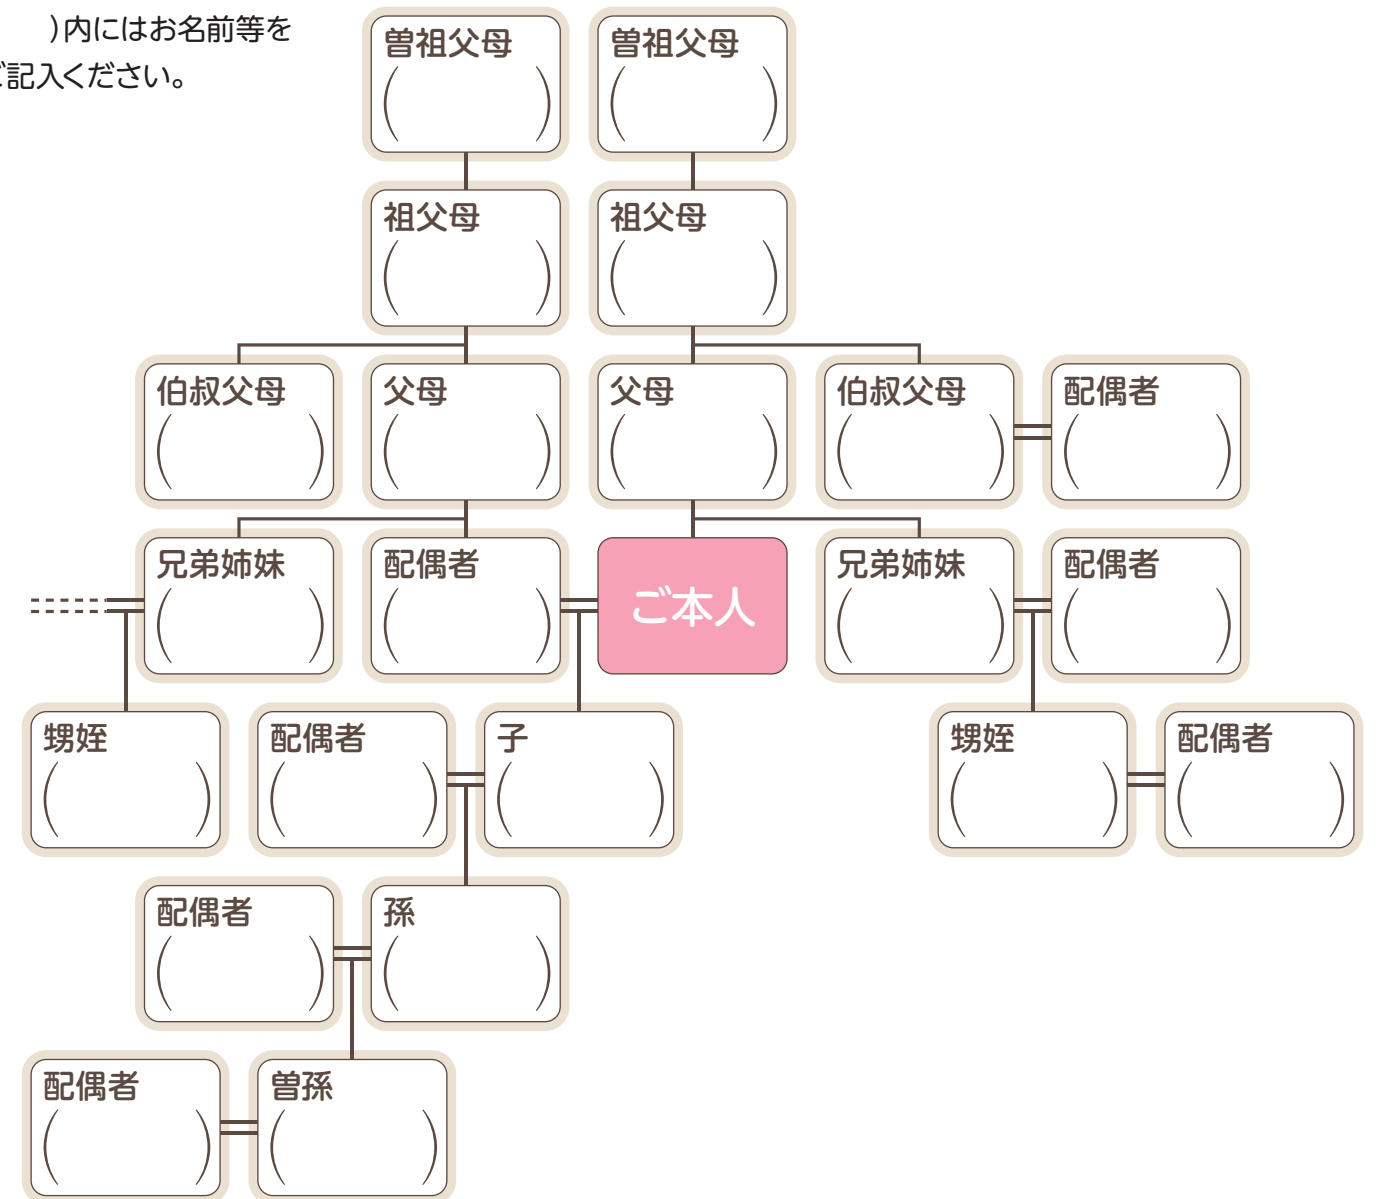 )内にはお名前等を
ご記入ください。
曽祖父母
( )
曽祖父母
( )
祖父母
( )
祖父母
( )
伯叔父母
( )
父母
( )
父母
( )
伯叔父母
( )
配偶者
( )
兄弟姉妹
( )
配偶者
( )
ご本人
兄弟姉妹
( )
配偶者
( )
甥姪
( )
配偶者
( )
子
( )
甥姪
( )
配偶者
( )
配偶者
( )
孫
( )
配偶者
( )
曽孫
( )